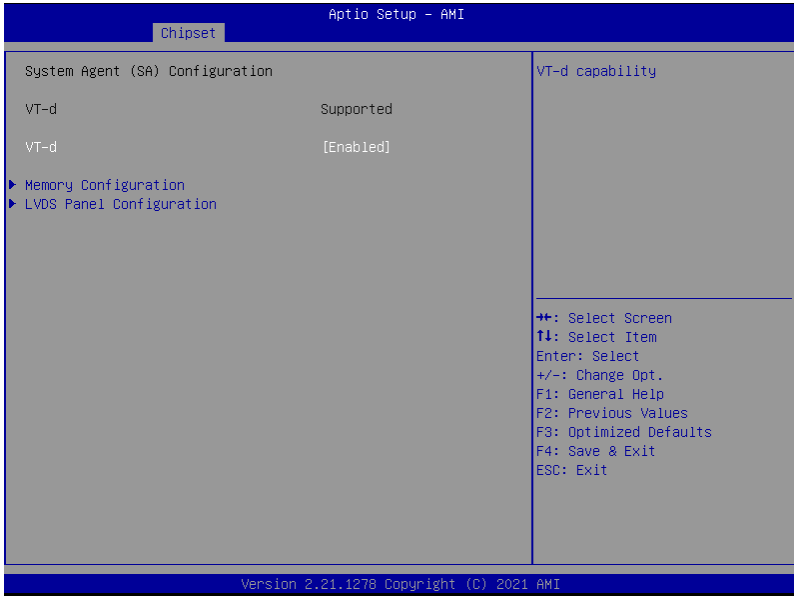 Aptio Setup – AMI
Chipset
System Agent (SA) Configuration
VT-d Supported
VT-d [Enabled]
Memory Configuration
LVDS Panel Configuration
VT-d capability
→←: Select Screen
↑↓: Select Item
Enter: Select
+/-: Change Opt.
F1: General Help
F2: Previous Values
F3: Optimized Defaults
F4: Save & Exit
ESC: Exit
Version 2.21.1278 Copyright (C) 2021 AMI